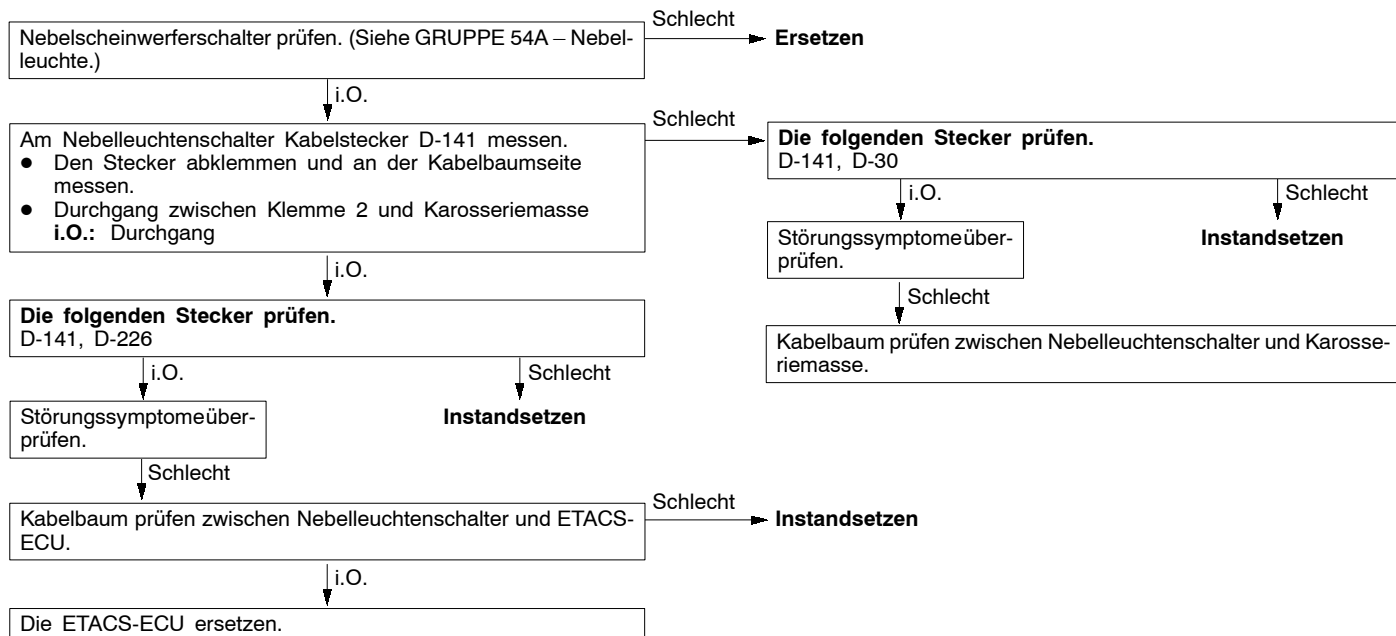 Nebelscheinwerferschalter prüfen. (Siehe GRUPPE 54A – Nebel-
leuchte.)
Schlecht
Ersetzen
i.O.
Am Nebelleuchtenschalter Kabelstecker D-141 messen.
● Den Stecker abklemmen und an der Kabelbaumseite
messen.
● Durchgang zwischen Klemme 2 und Karosseriemasse
i.O.: Durchgang
Schlecht
Die folgenden Stecker prüfen.
D-141, D-30
i.O.
Schlecht
Störungssymptomeüber-
prüfen.
Instandsetzen
Schlecht
Kabelbaum prüfen zwischen Nebelleuchtenschalter und Karosse-
riemasse.
i.O.
Die folgenden Stecker prüfen.
D-141, D-226
i.O.
Schlecht
Störungssymptomeüber-
prüfen.
Instandsetzen
Schlecht
Kabelbaum prüfen zwischen Nebelleuchtenschalter und ETACS-
ECU.
Schlecht
Instandsetzen
i.O.
Die ETACS-ECU ersetzen.